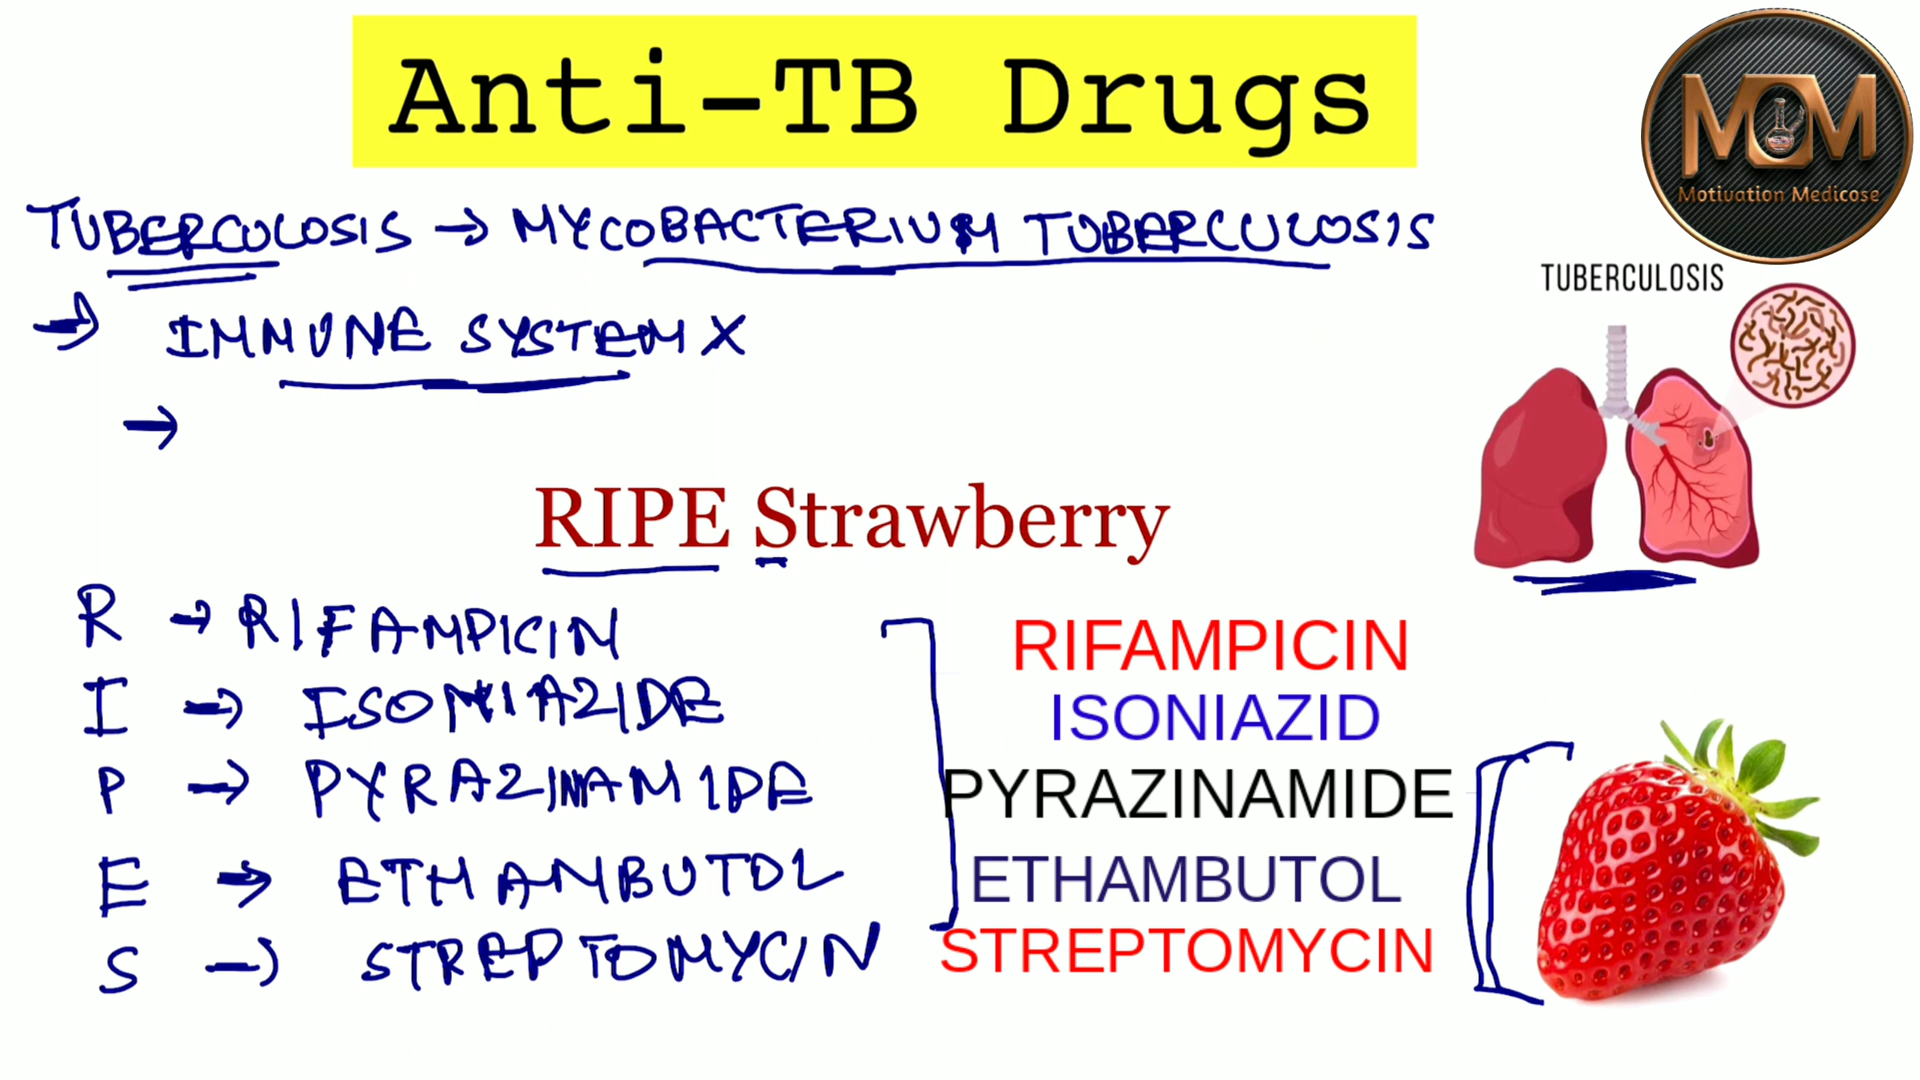 Anti-TB Drugs
MOM
Motivation Medicose
TUBERCULOSIS → MYCOBACTERIUM TUBERCULOSIS
TUBERCULOSIS
→ IMMUNE SYSTEM X
→
RIPE Strawberry
R → RIFAMPICIN
I → ISONIAZIDE
P → PYRAZINAMIDE
E → ETHAMBUTOL
S → STREPTOMYCIN
RIFAMPICIN
ISONIAZID
PYRAZINAMIDE
ETHAMBUTOL
STREPTOMYCIN